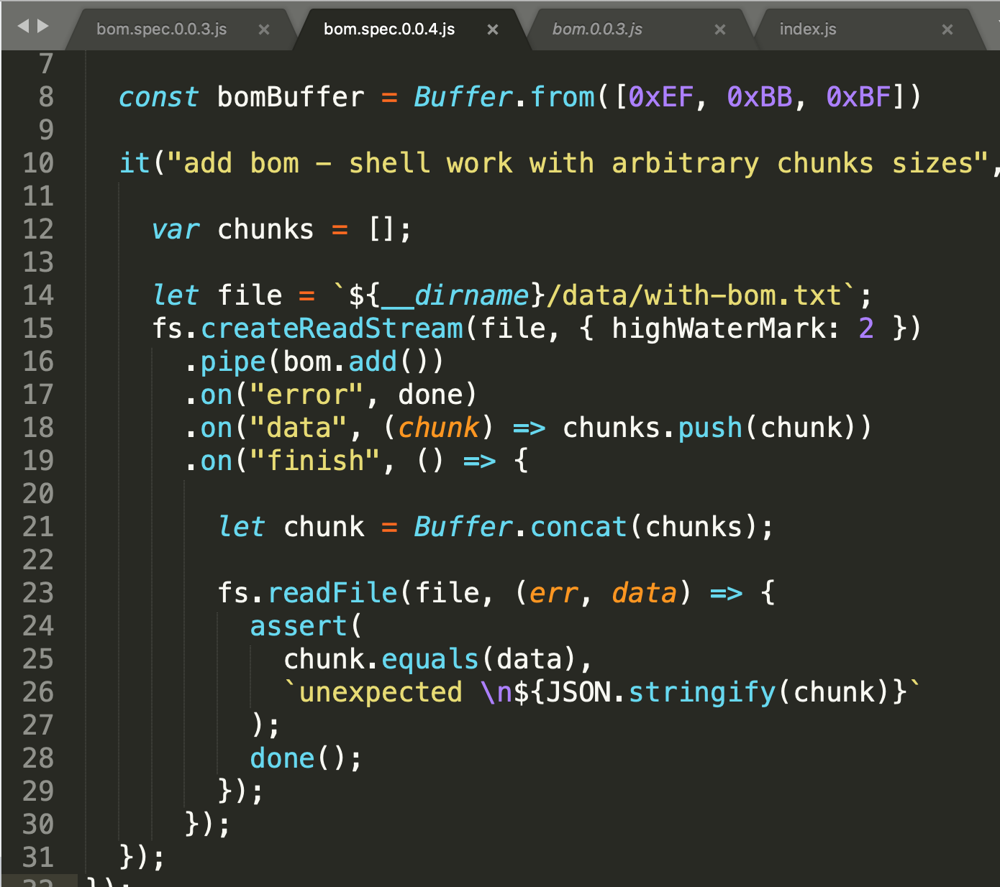 bom.spec.0.0.3.js × bom.spec.0.0.4.js × bom.0.0.3.js × index.js ×
7
8 const bomBuffer = Buffer.from([0xEF, 0xBB, 0xBF])
9
10 it("add bom – shell work with arbitrary chunks sizes",
11
12 var chunks = [];
13
14 let file = `${__dirname}/data/with-bom.txt`;
15 fs.createReadStream(file, { highWaterMark: 2 })
16 .pipe(bom.add())
17 .on("error", done)
18 .on("data", (chunk) => chunks.push(chunk))
19 .on("finish", () => {
20
21 let chunk = Buffer.concat(chunks);
22
23 fs.readFile(file, (err, data) => {
24 assert(
25 chunk.equals(data),
26 `unexpected \n${JSON.stringify(chunk)}`
27 );
28 done();
29 });
30 });
31 });
32 });